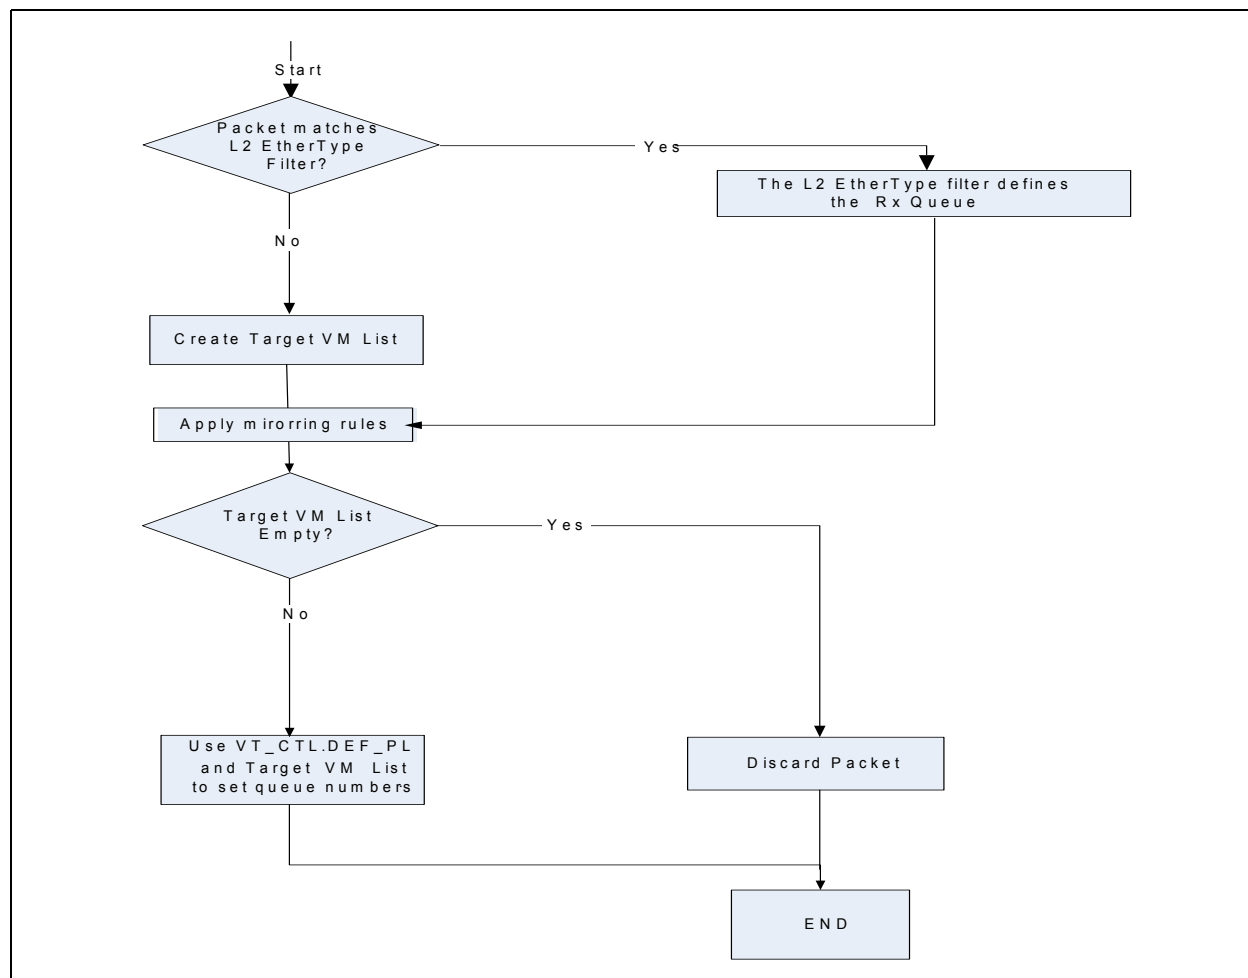 Start
Packet matches
L2 EtherType
Filter?
Yes
The L2 EtherType filter defines
the Rx Queue
No
Create Target VM List
Apply mirorring rules
Target VM List
Empty?
Yes
No
Use VT_CTL.DEF_PL
and Target VM List
to set queue numbers
Discard Packet
END